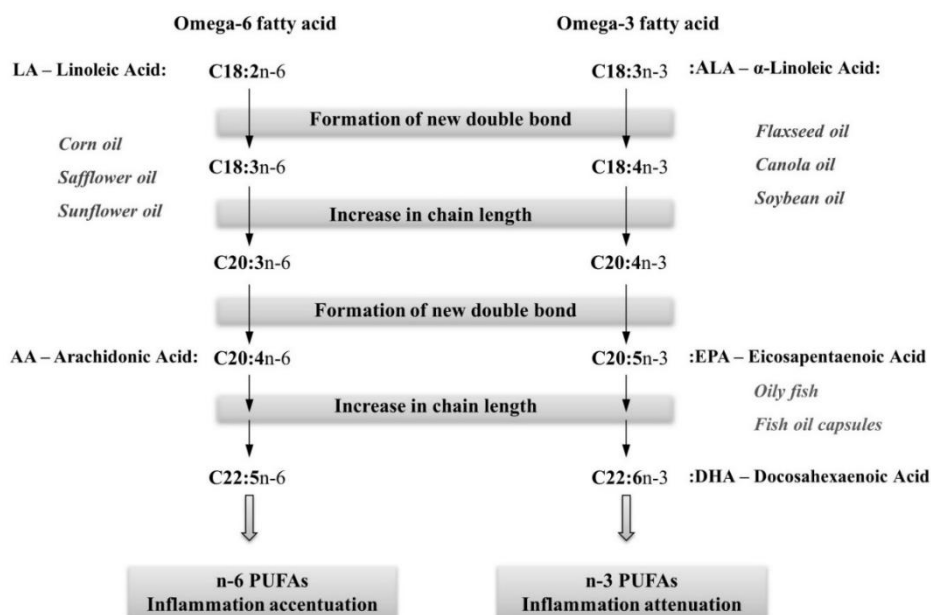 Omega-6 fatty acid
Omega-3 fatty acid
LA – Linoleic Acid:
C18:2n-6
C18:3n-3
:ALA – α-Linoleic Acid:
Formation of new double bond
Corn oil
Safflower oil
Sunflower oil
Flaxseed oil
Canola oil
Soybean oil
C18:3n-6
C18:4n-3
Increase in chain length
C20:3n-6
C20:4n-3
Formation of new double bond
AA – Arachidonic Acid:
C20:4n-6
C20:5n-3
:EPA – Eicosapentaenoic Acid
Oily fish
Fish oil capsules
Increase in chain length
C22:5n-6
C22:6n-3
:DHA – Docosahexaenoic Acid
n-6 PUFAs
Inflammation accentuation
n-3 PUFAs
Inflammation attenuation